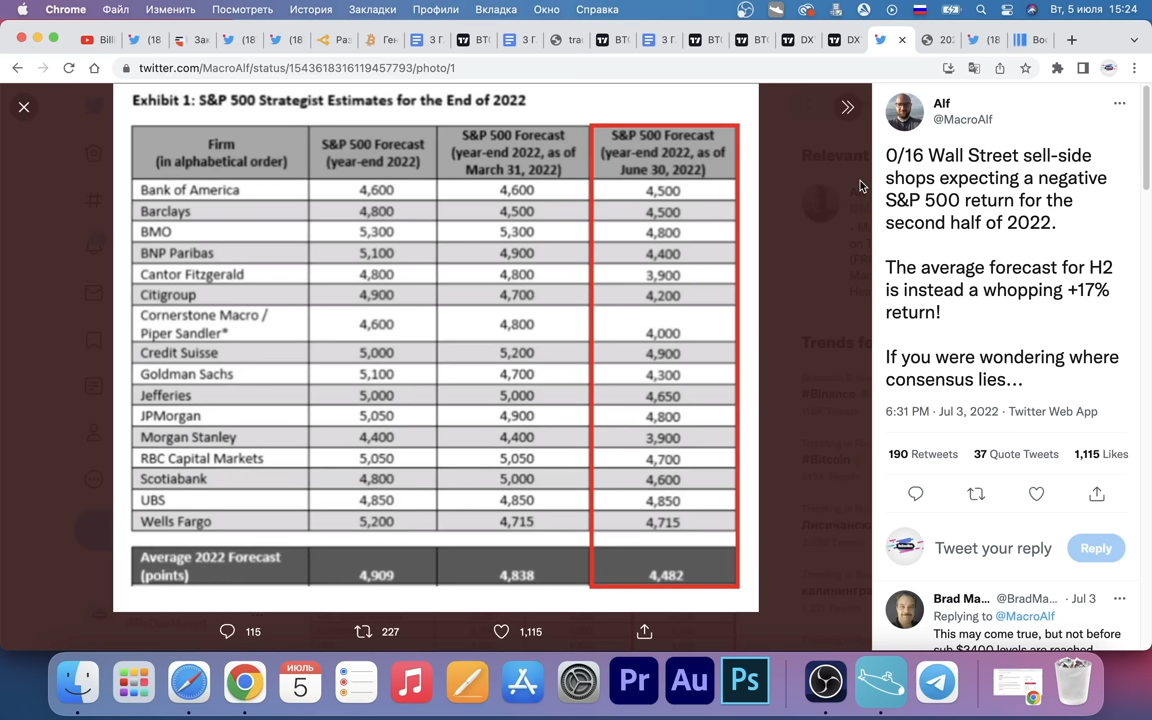 Chrome Файл Изменить Посмотреть История Закладки Профили Вкладка Окно Справка Вт, 5 июля 15:24
twitter.com/MacroAlf/status/1543618316119457793/photo/1
Exhibit 1: S&P 500 Strategist Estimates for the End of 2022
Firm (in alphabetical order) S&P 500 Forecast (year-end 2022) S&P 500 Forecast (year-end 2022, as of March 31, 2022) S&P 500 Forecast (year-end 2022, as of June 30, 2022)
Bank of America 4,600 4,600 4,500
Barclays 4,800 4,500 4,500
BMO 5,300 5,300 4,800
BNP Paribas 5,100 4,900 4,400
Cantor Fitzgerald 4,800 4,800 3,900
Citigroup 4,900 4,700 4,200
Cornerstone Macro / Piper Sandler* 4,600 4,800 4,000
Credit Suisse 5,000 5,200 4,900
Goldman Sachs 5,100 4,700 4,300
Jefferies 5,000 5,000 4,650
JPMorgan 5,050 4,900 4,800
Morgan Stanley 4,400 4,400 3,900
RBC Capital Markets 5,050 5,050 4,700
Scotiabank 4,800 5,000 4,600
UBS 4,850 4,850 4,850
Wells Fargo 5,200 4,715 4,715
Average 2022 Forecast (points) 4,909 4,838 4,482
115 227 1,115
Alf
@MacroAlf
0/16 Wall Street sell-side
shops expecting a negative
S&P 500 return for the
second half of 2022.
The average forecast for H2
is instead a whopping +17%
return!
If you were wondering where
consensus lies...
6:31 PM · Jul 3, 2022 · Twitter Web App
190 Retweets 37 Quote Tweets 1,115 Likes
Tweet your reply Reply
Brad Ma... @BradMa... · Jul 3
Replying to @MacroAlf
This may come true, but not before
sub $2400 levels are reached
ИЮЛЬ
5
Pr Au Ps